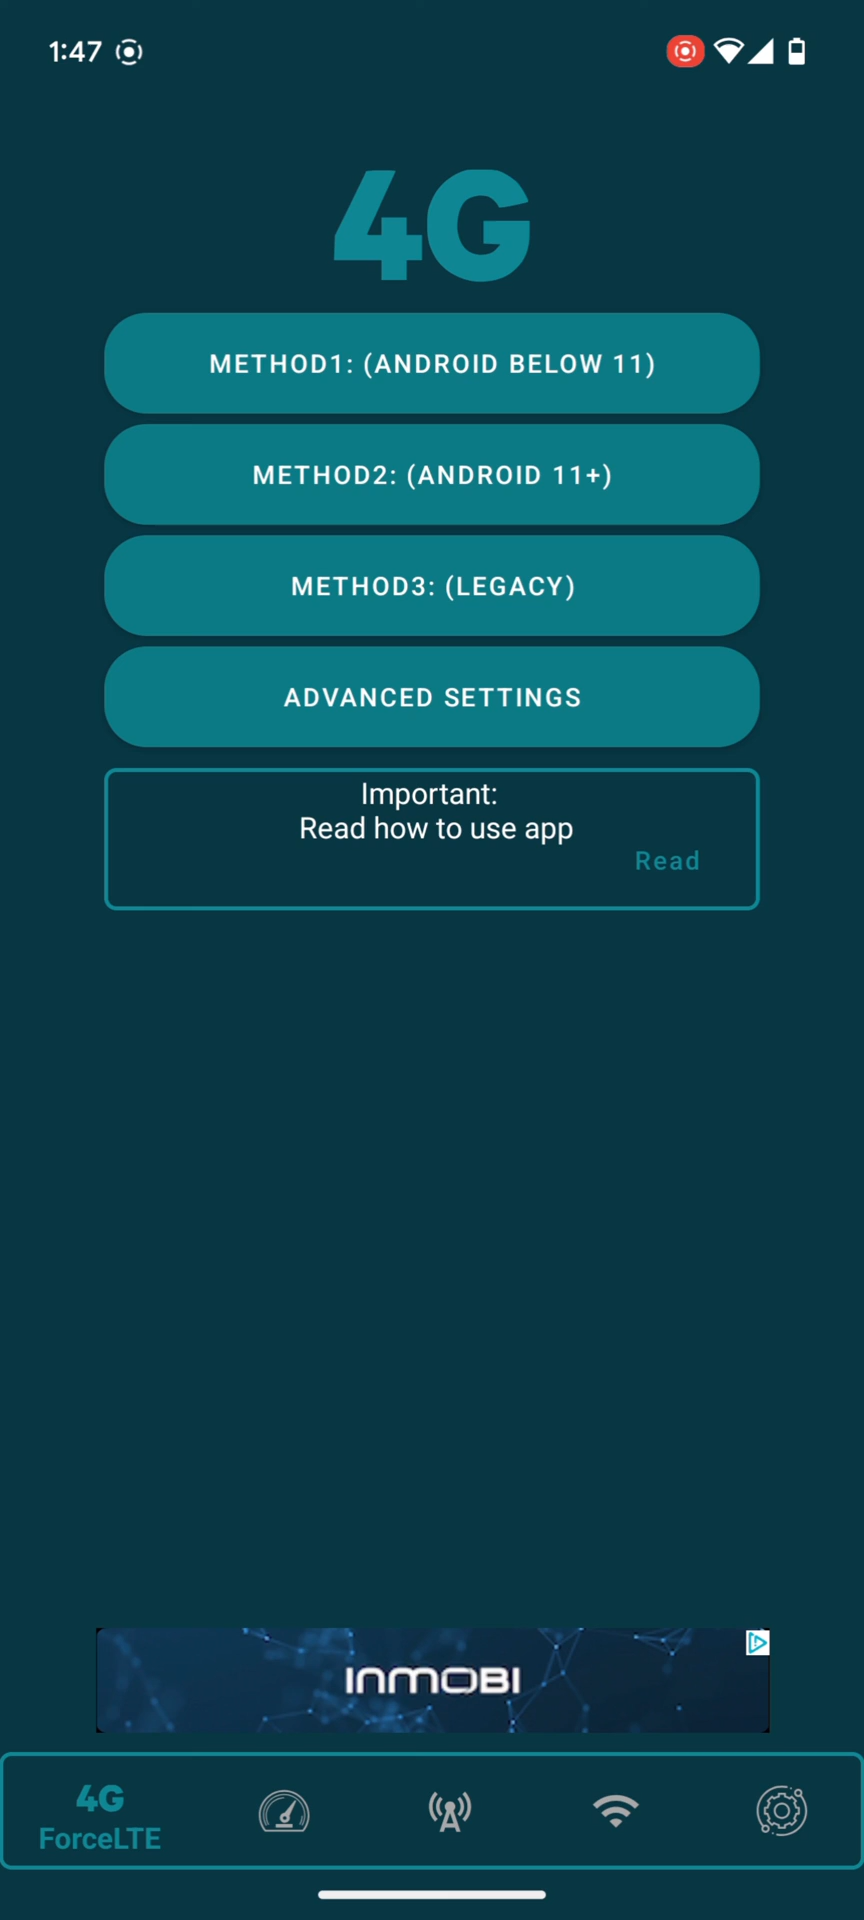 1:47
4G
METHOD1: (ANDROID BELOW 11)
METHOD2: (ANDROID 11+)
METHOD3: (LEGACY)
ADVANCED SETTINGS
Important:
Read how to use app
Read
INMOBI
4G
ForceLTE